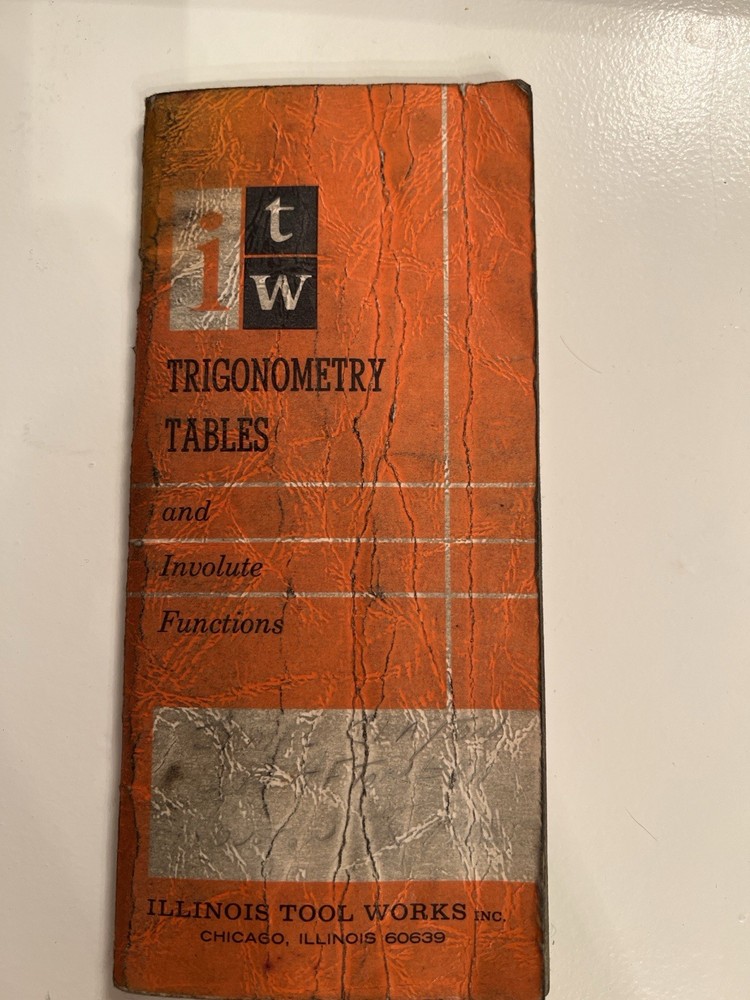 i t
w
TRIGONOMETRY
TABLES
and
Involute
Functions
ILLINOIS TOOL WORKS INC.
CHICAGO, ILLINOIS 60639